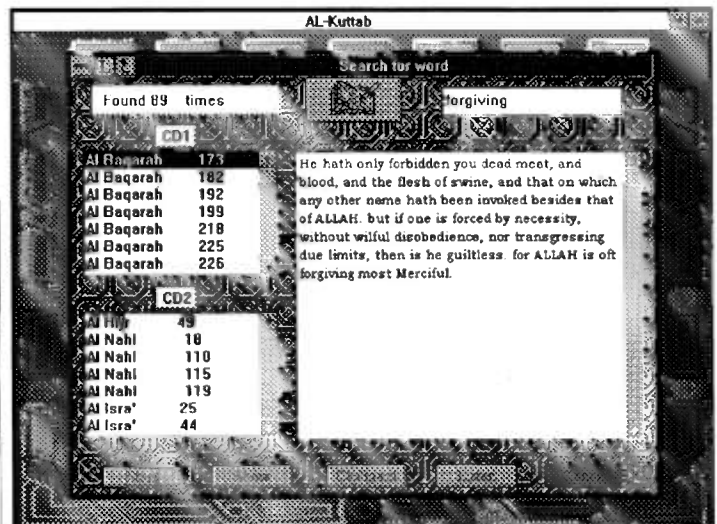 AL-Kuttab
Search for word
Found 89 times
forgiving
CD1
Al Baqarah 173
Al Baqarah 182
Al Baqarah 192
Al Baqarah 199
Al Baqarah 218
Al Baqarah 225
Al Baqarah 226
He hath only forbidden you dead meat, and
blood, and the flesh of swine, and that on which
any other name hath been invoked besides that
of ALLAH. but if one is forced by necessity,
without wilful disobedience, nor transgressing
due limits, then is he guiltless. for ALLAH is oft
forgiving most Merciful.
CD2
Al Hijr 49
Al Nahl 18
Al Nahl 110
Al Nahl 115
Al Nahl 119
Al Isra' 25
Al Isra' 44